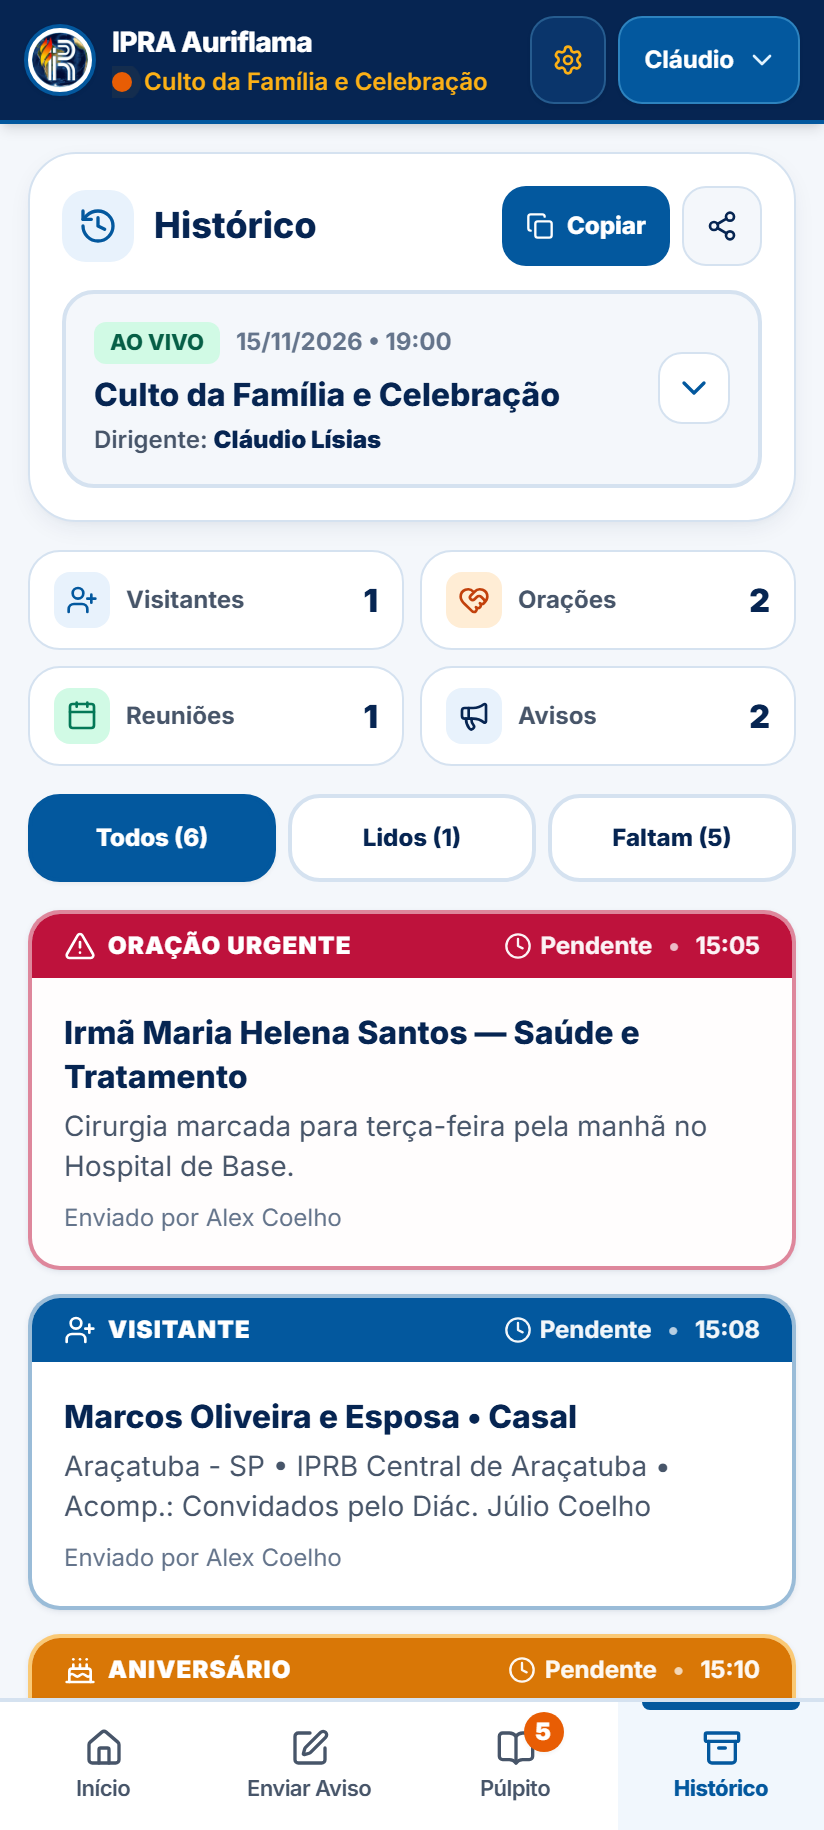 IPRA Auriflama
Culto da Família e Celebração
Cláudio
Histórico
Copiar
AO VIVO 15/11/2026 • 19:00
Culto da Família e Celebração
Dirigente: Cláudio Lísias
Visitantes 1
Orações 2
Reuniões 1
Avisos 2
Todos (6)
Lidos (1)
Faltam (5)
ORAÇÃO URGENTE Pendente • 15:05
Irmã Maria Helena Santos — Saúde e
Tratamento
Cirurgia marcada para terça-feira pela manhã no
Hospital de Base.
Enviado por Alex Coelho
VISITANTE Pendente • 15:08
Marcos Oliveira e Esposa • Casal
Araçatuba - SP • IPRB Central de Araçatuba •
Acomp.: Convidados pelo Diác. Júlio Coelho
Enviado por Alex Coelho
ANIVERSÁRIO Pendente • 15:10
Início
Enviar Aviso
5
Púlpito
Histórico